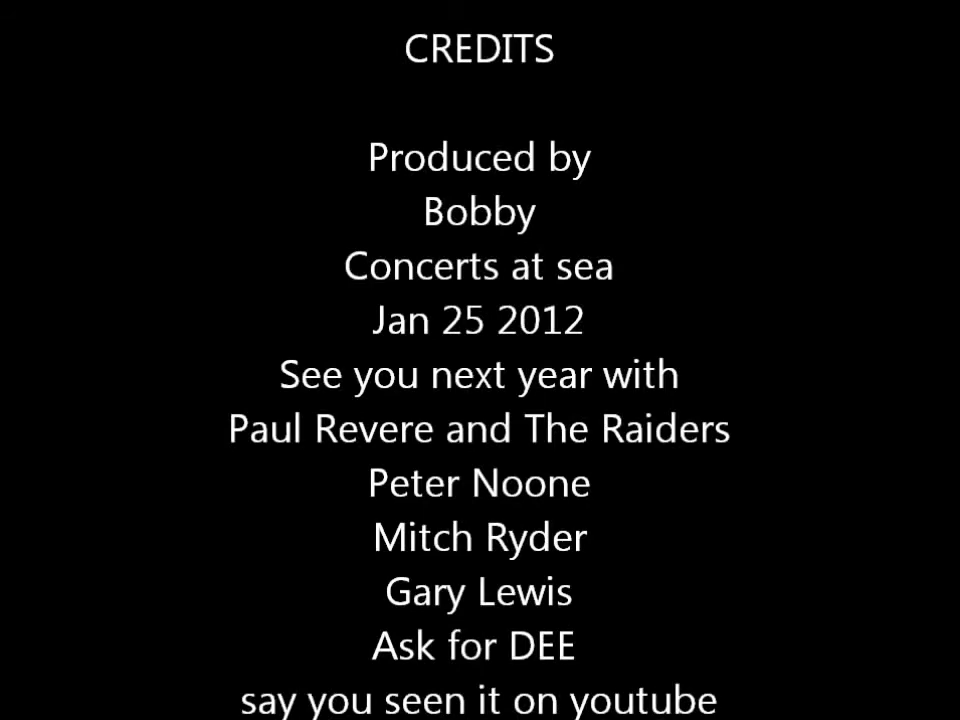 CREDITS
Produced by
Bobby
Concerts at sea
Jan 25 2012
See you next year with
Paul Revere and The Raiders
Peter Noone
Mitch Ryder
Gary Lewis
Ask for DEE
say you seen it on youtube